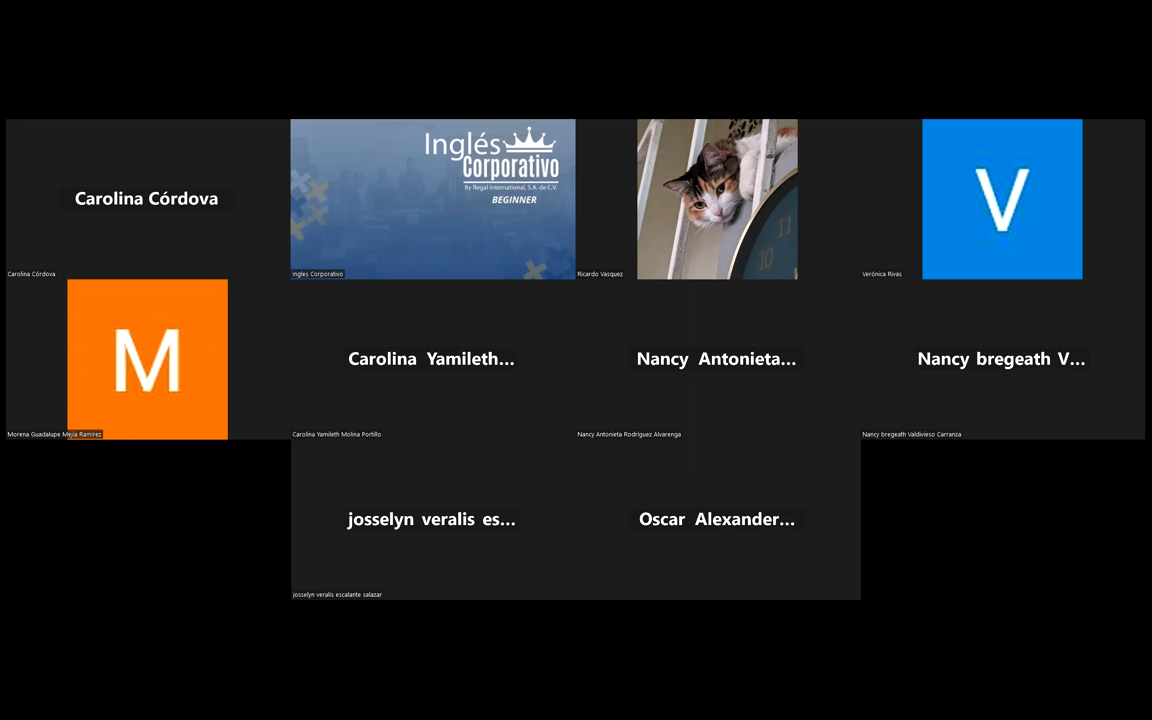 Carolina Córdova
Carolina Córdova
Inglés
Corporativo
By Regal International, S.A. de C.V.
BEGINNER
Ingles Corporativo
11
10
Ricardo Vasquez
V
Verónica Rivas
M
Morena Guadalupe Mejia Ramirez
Carolina Yamileth...
Carolina Yamileth Molina Portillo
Nancy Antonieta...
Nancy Antonieta Rodriguez Alvarenga
Nancy bregeath V...
Nancy bregeath Valdivieso Carranza
josselyn veralis es...
josselyn veralis escalante salazar
Oscar Alexander...